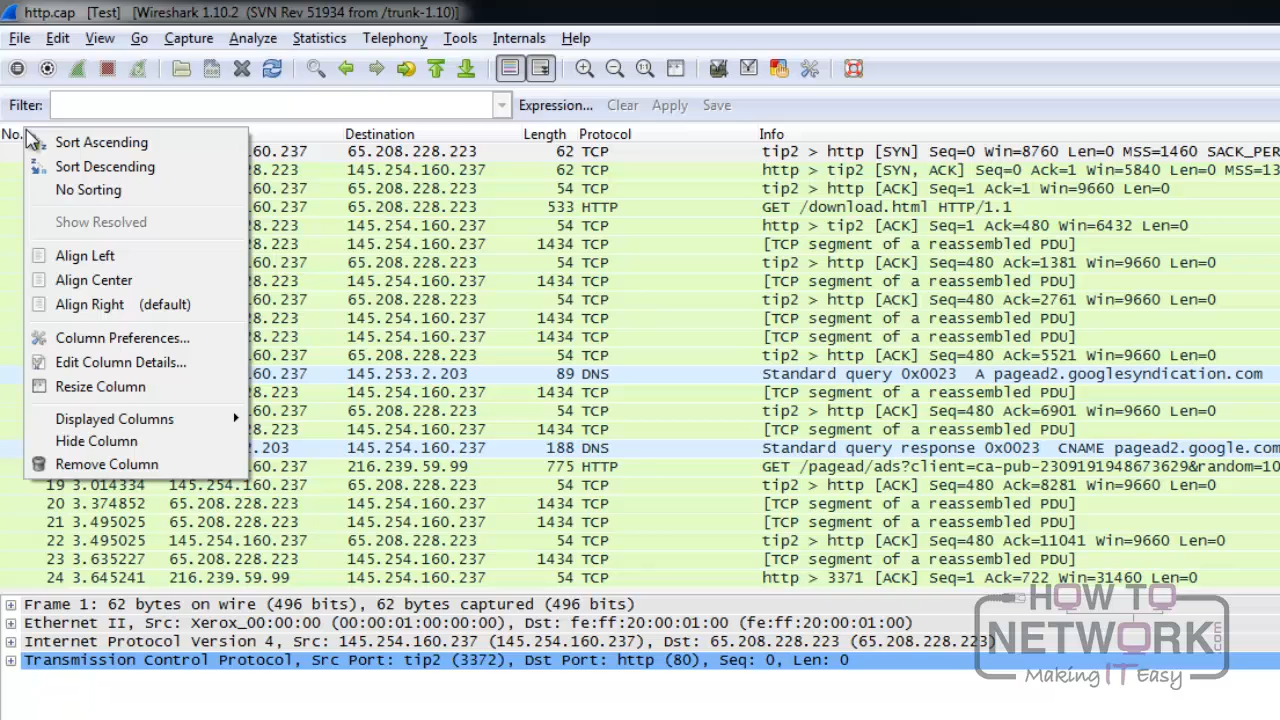 http.cap [Test] [Wireshark 1.10.2 (SVN Rev 51934 from /trunk-1.10)]
File Edit View Go Capture Analyze Statistics Telephony Tools Internals Help
Filter: Expression... Clear Apply Save
No. Destination Length Protocol Info
Sort Ascending
Sort Descending
No Sorting
Show Resolved
Align Left
Align Center
Align Right (default)
Column Preferences...
Edit Column Details...
Resize Column
Displayed Columns
Hide Column
Remove Column
60.237 65.208.228.223 62 TCP tip2 > http [SYN] Seq=0 Win=8760 Len=0 MSS=1460 SACK_PER
8.223 145.254.160.237 62 TCP http > tip2 [SYN, ACK] Seq=0 Ack=1 Win=5840 Len=0 MSS=13
60.237 65.208.228.223 54 TCP tip2 > http [ACK] Seq=1 Ack=1 Win=9660 Len=0
60.237 65.208.228.223 533 HTTP GET /download.html HTTP/1.1
8.223 145.254.160.237 54 TCP http > tip2 [ACK] Seq=1 Ack=480 Win=6432 Len=0
8.223 145.254.160.237 1434 TCP [TCP segment of a reassembled PDU]
60.237 65.208.228.223 54 TCP tip2 > http [ACK] Seq=480 Ack=1381 Win=9660 Len=0
8.223 145.254.160.237 1434 TCP [TCP segment of a reassembled PDU]
60.237 65.208.228.223 54 TCP tip2 > http [ACK] Seq=480 Ack=2761 Win=9660 Len=0
8.223 145.254.160.237 1434 TCP [TCP segment of a reassembled PDU]
8.223 145.254.160.237 1434 TCP [TCP segment of a reassembled PDU]
60.237 65.208.228.223 54 TCP tip2 > http [ACK] Seq=480 Ack=5521 Win=9660 Len=0
60.237 145.253.2.203 89 DNS Standard query 0x0023 A pagead2.googlesyndication.com
8.223 145.254.160.237 1434 TCP [TCP segment of a reassembled PDU]
60.237 65.208.228.223 54 TCP tip2 > http [ACK] Seq=480 Ack=6901 Win=9660 Len=0
8.223 145.254.160.237 1434 TCP [TCP segment of a reassembled PDU]
.203 145.254.160.237 188 DNS Standard query response 0x0023 CNAME pagead2.google.com
60.237 216.239.59.99 775 HTTP GET /pagead/ads?client=ca-pub-2309191948673629&random=10
19 3.014334 145.254.160.237 65.208.228.223 54 TCP tip2 > http [ACK] Seq=480 Ack=8281 Win=9660 Len=0
20 3.374852 65.208.228.223 145.254.160.237 1434 TCP [TCP segment of a reassembled PDU]
21 3.495025 65.208.228.223 145.254.160.237 1434 TCP [TCP segment of a reassembled PDU]
22 3.495025 145.254.160.237 65.208.228.223 54 TCP tip2 > http [ACK] Seq=480 Ack=11041 Win=9660 Len=0
23 3.635227 65.208.228.223 145.254.160.237 1434 TCP [TCP segment of a reassembled PDU]
24 3.645241 216.239.59.99 145.254.160.237 54 TCP http > 3371 [ACK] Seq=1 Ack=722 Win=31460 Len=0
Frame 1: 62 bytes on wire (496 bits), 62 bytes captured (496 bits)
Ethernet II, Src: Xerox_00:00:00 (00:00:01:00:00:00), Dst: fe:ff:20:00:01:00 (fe:ff:20:00:01:00)
Internet Protocol Version 4, Src: 145.254.160.237 (145.254.160.237), Dst: 65.208.228.223 (65.208.228.223)
Transmission Control Protocol, Src Port: tip2 (3372), Dst Port: http (80), Seq: 0, Len: 0
HOW TO
NETWORK.com
Making IT Easy